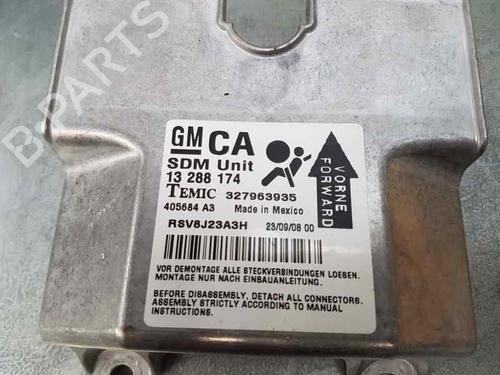 B-PARTS
GM CA
SDM Unit
13 288 174
TEMIC 327963935
405684 A3 Made in Mexico
RSV8J23A3H 23/09/08 00
VORNE
FORWARD
VOR DEMONTAGE ALLE STECKVERBINDUNGEN LOESEN.
MONTAGE NUR NACH EINBAUANLEITUNG.
BEFORE DISASSEMBLY, DETACH ALL CONNECTORS.
ASSEMBLY STRICTLY ACCORDING TO MANUAL
INSTRUCTIONS.